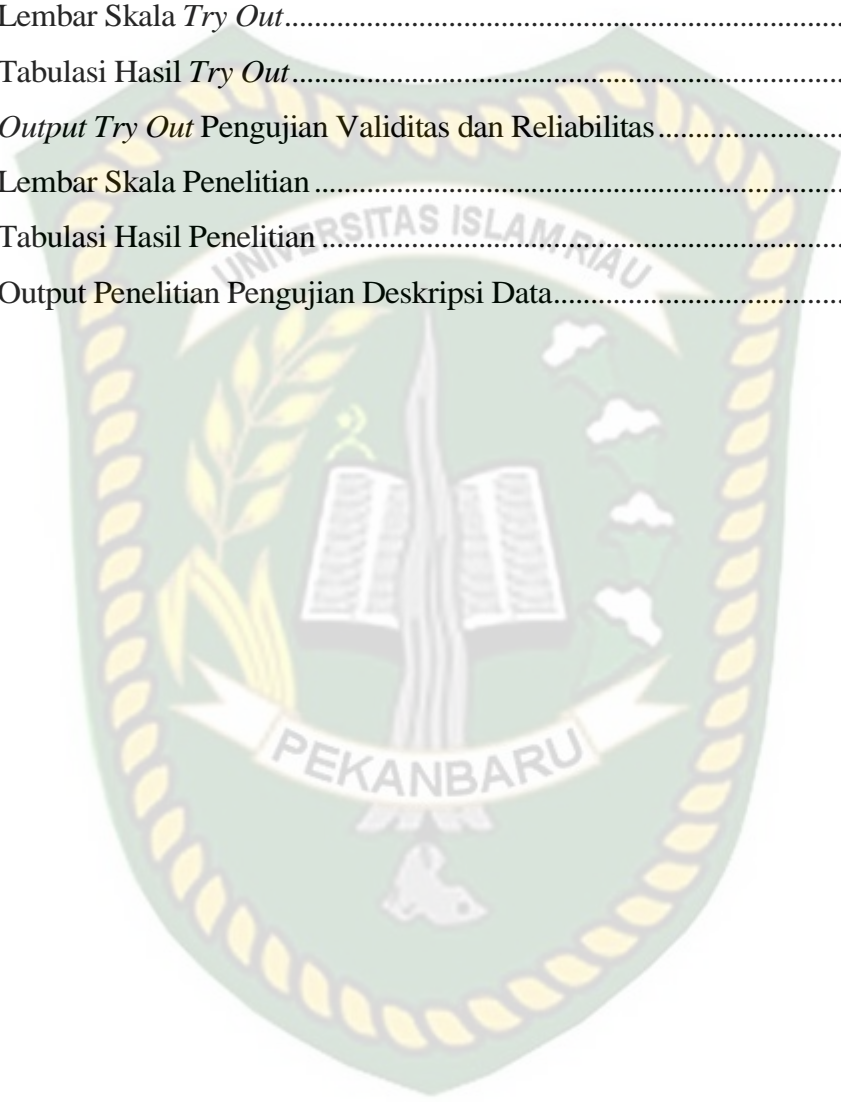 Lembar Skala Try Out......................................................................
Tabulasi Hasil Try Out.....................................................................
Output Try Out Pengujian Validitas dan Reliabilitas.......................
Lembar Skala Penelitian..................................................................
Tabulasi Hasil Penelitian.................................................................
Output Penelitian Pengujian Deskripsi Data....................................
UNIVERSITAS ISLAM RIAU
PEKANBARU